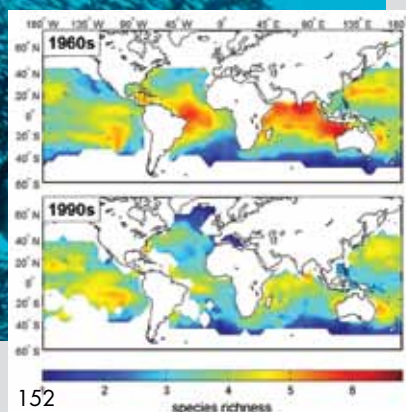 180° W 135° W 90° W 45° W 0° 45° E 90° E 135° E 180°
1960s
60° N
40° N
20° N
0°
20° S
40° S
60° S
1990s
60° N
40° N
20° N
0°
20° S
40° S
60° S
2 3 4 5 6
species richness
152